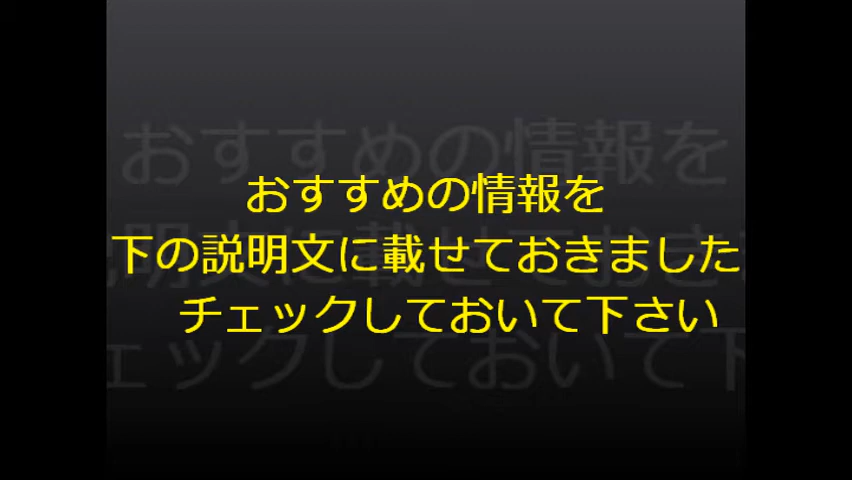 おすすめの情報を
下の説明文に載せておきました
チェックしておいて下さい